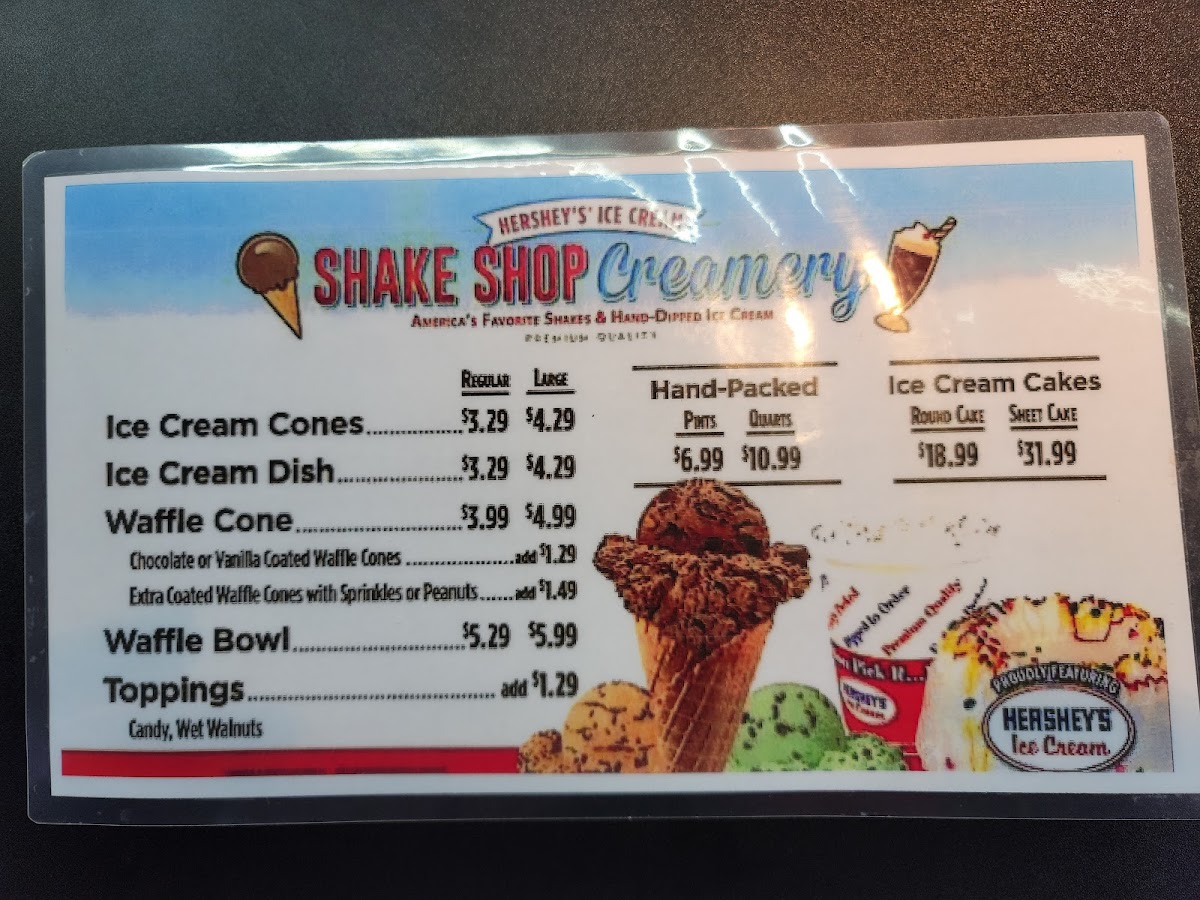 HERSHEY'S' ICE CREAM
SHAKE SHOP Creamery
AMERICA'S FAVORITE SHAKES & HAND-DIPPED ICE CREAM
PREMIUM QUALITY
REGULAR LARGE
Ice Cream Cones $3.29 $4.29
Ice Cream Dish $3.29 $4.29
Waffle Cone $3.99 $4.99
Chocolate or Vanilla Coated Waffle Cones add $1.29
Extra Coated Waffle Cones with Sprinkles or Peanuts add $1.49
Waffle Bowl $5.29 $5.99
Toppings add $1.29
Candy, Wet Walnuts
Hand-Packed
PINTS QUARTS
$6.99 $10.99
Ice Cream Cakes
ROUND CAKE SHEET CAKE
$18.99 $31.99
to Order
Premium Quality
Pick It...
HERSHEY'S
Ice Cream
PROUDLY FEATURING
HERSHEY'S
Ice Cream